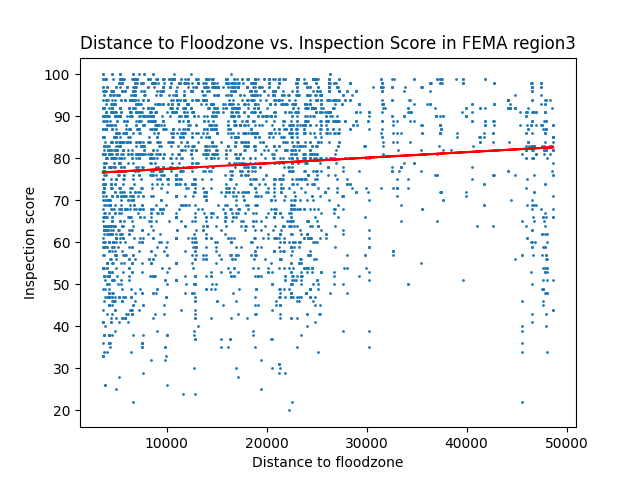 Distance to Floodzone vs. Inspection Score in FEMA region3
100
90
80
70
60
50
40
30
20
Inspection score
10000 20000 30000 40000 50000
Distance to floodzone